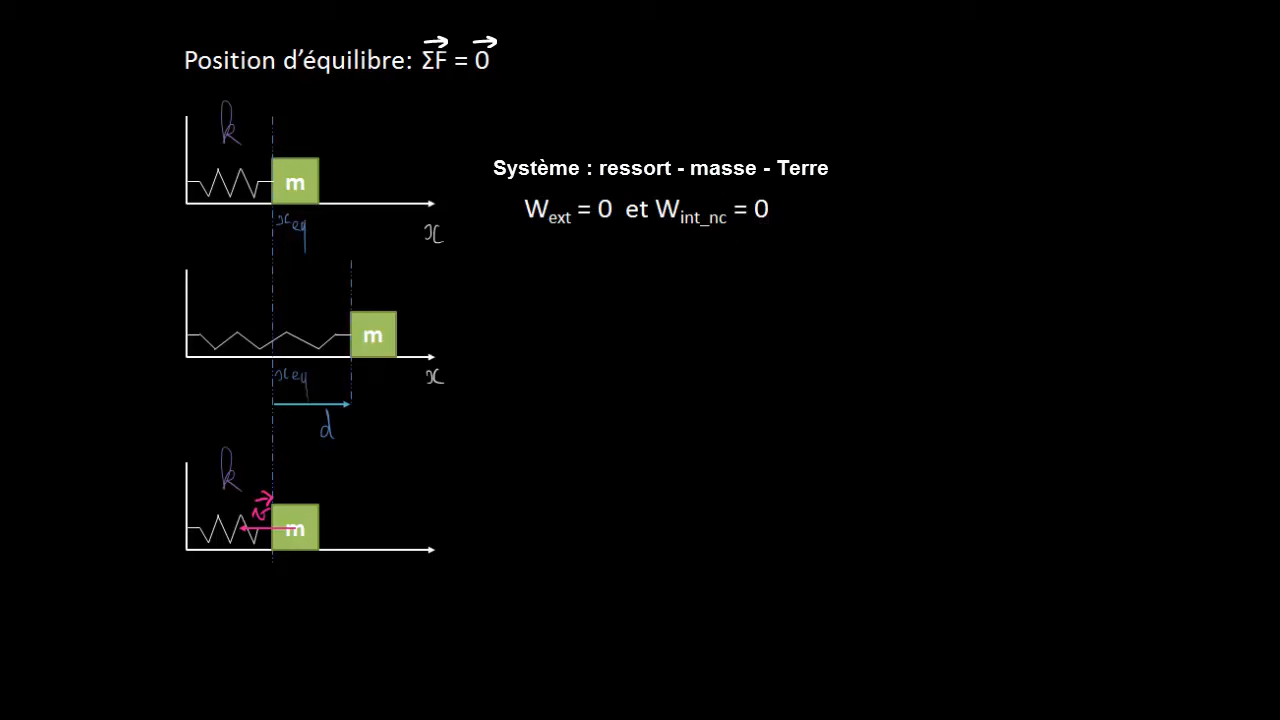 Position d'équilibre: ΣF = 0
k
m
Système : ressort - masse - Terre
W_ext = 0 et W_int_nc = 0
x_eq
x
m
x_eq
x
d
k
v
m